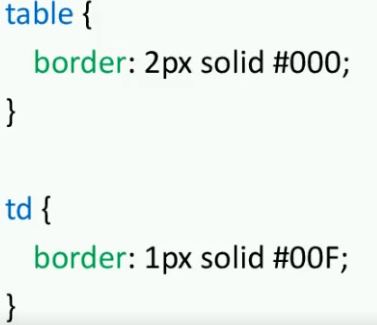 table {
border: 2px solid #000;
}
td {
border: 1px solid #00F;
}